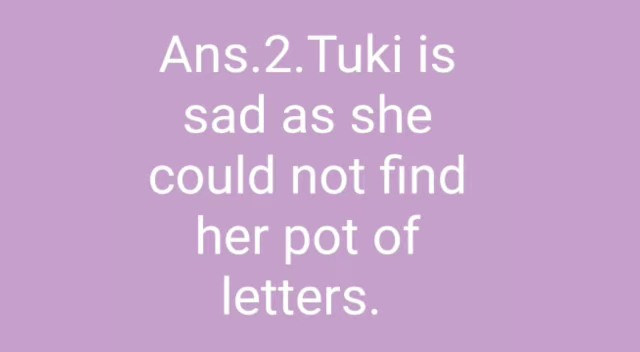 Ans.2.Tuki is
sad as she
could not find
her pot of
letters.